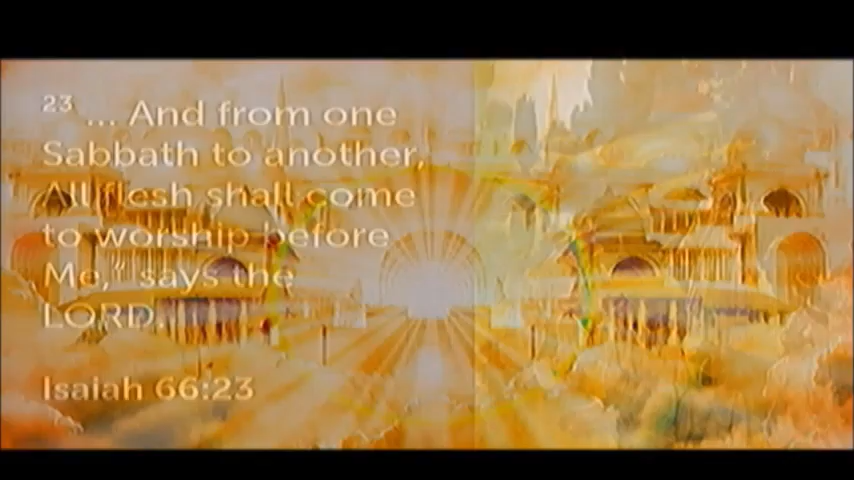 23 ... And from one
Sabbath to another,
All flesh shall come
to worship before
Me,” says the
LORD.
Isaiah 66:23